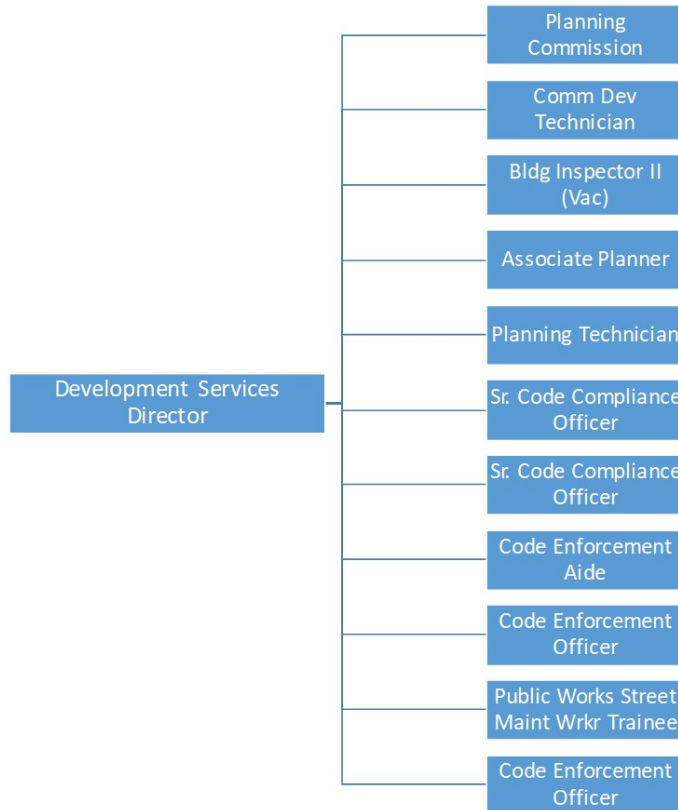 Planning
Commission
Comm Dev
Technician
Bldg Inspector II
(Vac)
Associate Planner
Planning Technician
Development Services
Director
Sr. Code Compliance
Officer
Sr. Code Compliance
Officer
Code Enforcement
Aide
Code Enforcement
Officer
Public Works Street
Maint Wrkr Trainee
Code Enforcement
Officer